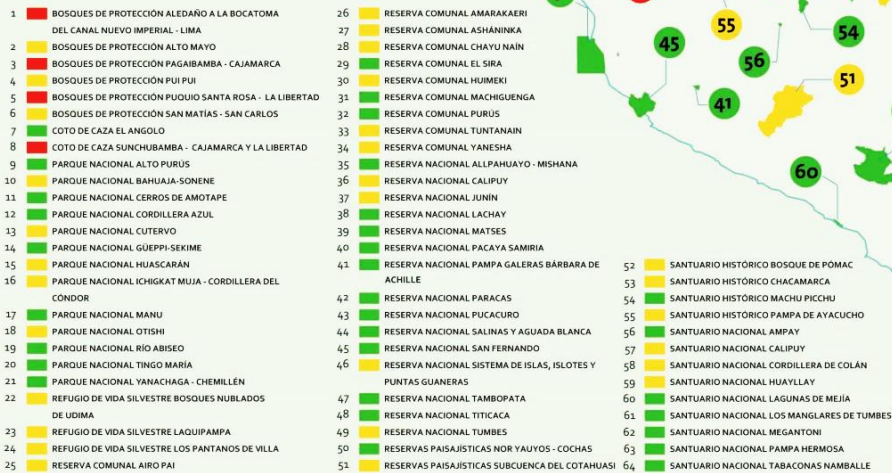 1 BOSQUES DE PROTECCIÓN ALEDAÑO A LA BOCATOMA
DEL CANAL NUEVO IMPERIAL - LIMA
2 BOSQUES DE PROTECCIÓN ALTO MAYO
3 BOSQUES DE PROTECCIÓN PAGAIBAMBA - CAJAMARCA
4 BOSQUES DE PROTECCIÓN PUI PUI
5 BOSQUES DE PROTECCIÓN PUQUIO SANTA ROSA - LA LIBERTAD
6 BOSQUES DE PROTECCIÓN SAN MATÍAS - SAN CARLOS
7 COTO DE CAZA EL ANGOLO
8 COTO DE CAZA SUNCHUBAMBA - CAJAMARCA Y LA LIBERTAD
9 PARQUE NACIONAL ALTO PURÚS
10 PARQUE NACIONAL BAHUAJA-SONENE
11 PARQUE NACIONAL CERROS DE AMOTAPE
12 PARQUE NACIONAL CORDILLERA AZUL
13 PARQUE NACIONAL CUTERVO
14 PARQUE NACIONAL GÜEPPI-SEKIME
15 PARQUE NACIONAL HUASCARÁN
16 PARQUE NACIONAL ICHIGKAT MUJA - CORDILLERA DEL
CÓNDOR
17 PARQUE NACIONAL MANU
18 PARQUE NACIONAL OTISHI
19 PARQUE NACIONAL RÍO ABISEO
20 PARQUE NACIONAL TINGO MARÍA
21 PARQUE NACIONAL YANACHAGA - CHEMILLÉN
22 REFUGIO DE VIDA SILVESTRE BOSQUES NUBLADOS
DE UDIMA
23 REFUGIO DE VIDA SILVESTRE LAQUIPAMPA
24 REFUGIO DE VIDA SILVESTRE LOS PANTANOS DE VILLA
25 RESERVA COMUNAL AIRO PAI
26 RESERVA COMUNAL AMARAKAERI
27 RESERVA COMUNAL ASHÁNINKA
28 RESERVA COMUNAL CHAYU NAÍN
29 RESERVA COMUNAL EL SIRA
30 RESERVA COMUNAL HUIMEKI
31 RESERVA COMUNAL MACHIGUENGA
32 RESERVA COMUNAL PURÚS
33 RESERVA COMUNAL TUNTANAIN
34 RESERVA COMUNAL YANESHA
35 RESERVA NACIONAL ALLPAHUAYO - MISHANA
36 RESERVA NACIONAL CALIPUY
37 RESERVA NACIONAL JUNÍN
38 RESERVA NACIONAL LACHAY
39 RESERVA NACIONAL MATSES
40 RESERVA NACIONAL PACAYA SAMIRIA
41 RESERVA NACIONAL PAMPA GALERAS BÁRBARA DE
ACHILLE
42 RESERVA NACIONAL PARACAS
43 RESERVA NACIONAL PUCACURO
44 RESERVA NACIONAL SALINAS Y AGUADA BLANCA
45 RESERVA NACIONAL SAN FERNANDO
46 RESERVA NACIONAL SISTEMA DE ISLAS, ISLOTES Y
PUNTAS GUANERAS
47 RESERVA NACIONAL TAMBOPATA
48 RESERVA NACIONAL TITICACA
49 RESERVA NACIONAL TUMBES
50 RESERVAS PAISAJÍSTICAS NOR YAUYOS - COCHAS
51 RESERVAS PAISAJÍSTICAS SUBCUENCA DEL COTAHUASI
52 SANTUARIO HISTÓRICO BOSQUE DE PÓMAC
53 SANTUARIO HISTÓRICO CHACAMARCA
54 SANTUARIO HISTÓRICO MACHU PICCHU
55 SANTUARIO HISTÓRICO PAMPA DE AYACUCHO
56 SANTUARIO NACIONAL AMPAY
57 SANTUARIO NACIONAL CALIPUY
58 SANTUARIO NACIONAL CORDILLERA DE COLÁN
59 SANTUARIO NACIONAL HUAYLLAY
60 SANTUARIO NACIONAL LAGUNAS DE MEJÍA
61 SANTUARIO NACIONAL LOS MANGLARES DE TUMBES
62 SANTUARIO NACIONAL MEGANTONI
63 SANTUARIO NACIONAL PAMPA HERMOSA
64 SANTUARIO NACIONAL TABACONAS NAMBALLE
55
54
45
56
51
41
60